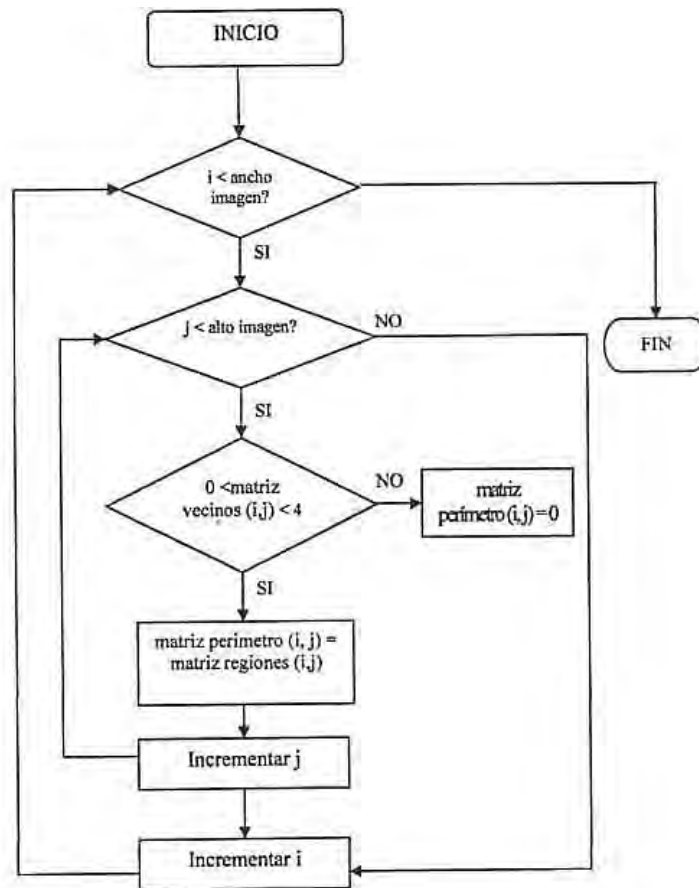 INICIO
i < ancho
imagen?
SI
j < alto imagen?
NO
FIN
SI
0 <matriz
vecinos (i,j) < 4
NO
matriz
perímetro (i,j) = 0
SI
matriz perimetro (i, j) =
matriz regiones (i,j)
Incrementar j
Incrementar i